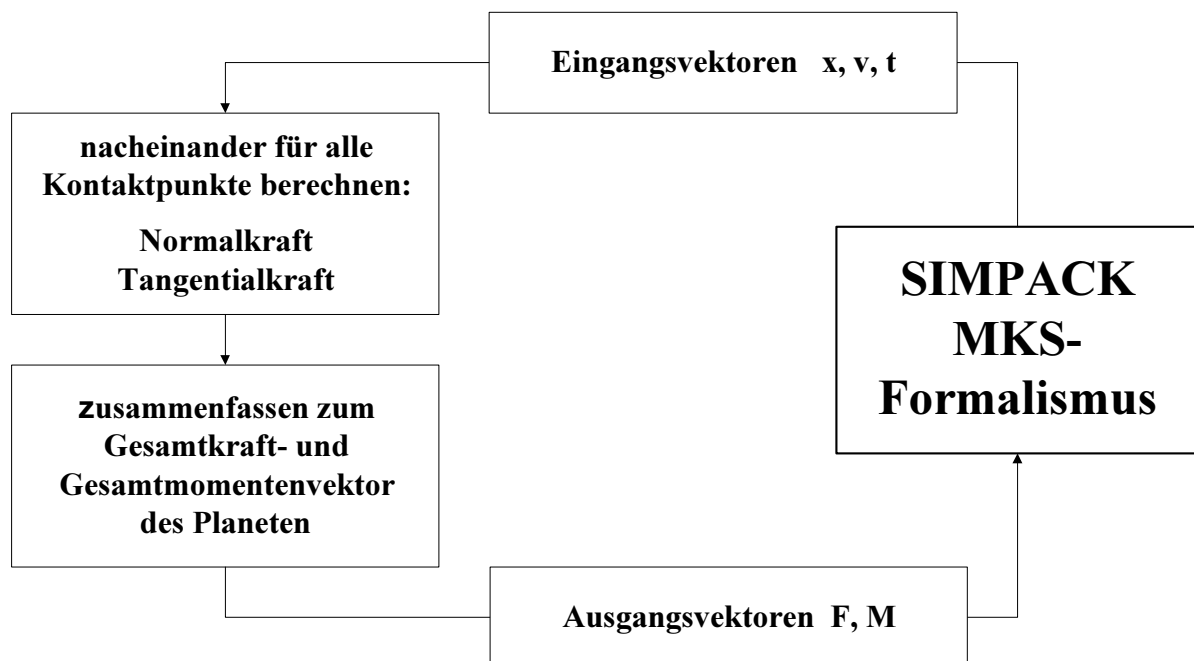 Eingangsvektoren x, v, t
nacheinander für alle
Kontaktpunkte berechnen:
Normalkraft
Tangentialkraft
zusammenfassen zum
Gesamtkraft- und
Gesamtmomentenvektor
des Planeten
Ausgangsvektoren F, M
SIMPACK
MKS-
Formalismus